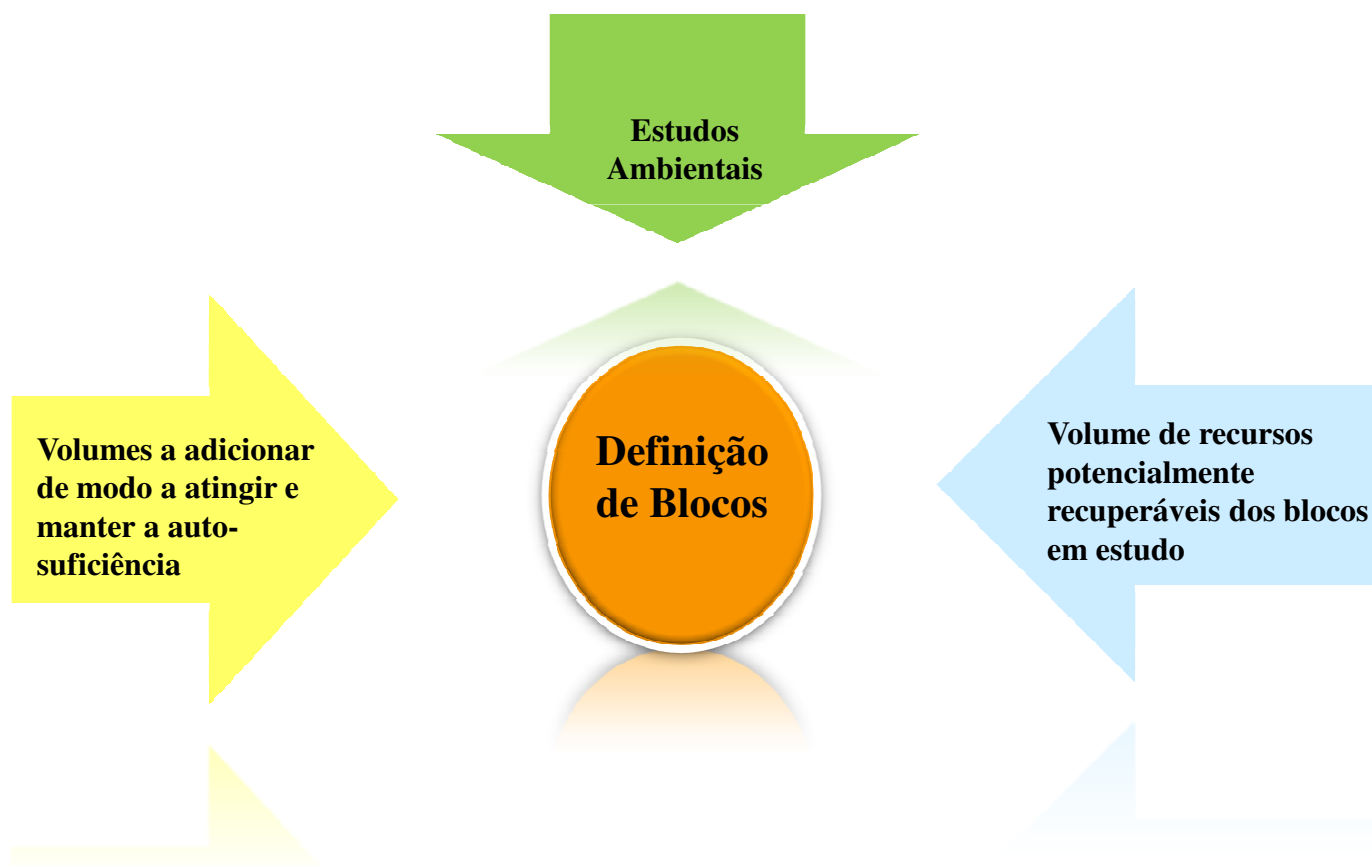 Estudos
Ambientais
Volumes a adicionar
de modo a atingir e
manter a auto-
suficiência
Definição
de Blocos
Volume de recursos
potencialmente
recuperáveis dos blocos
em estudo